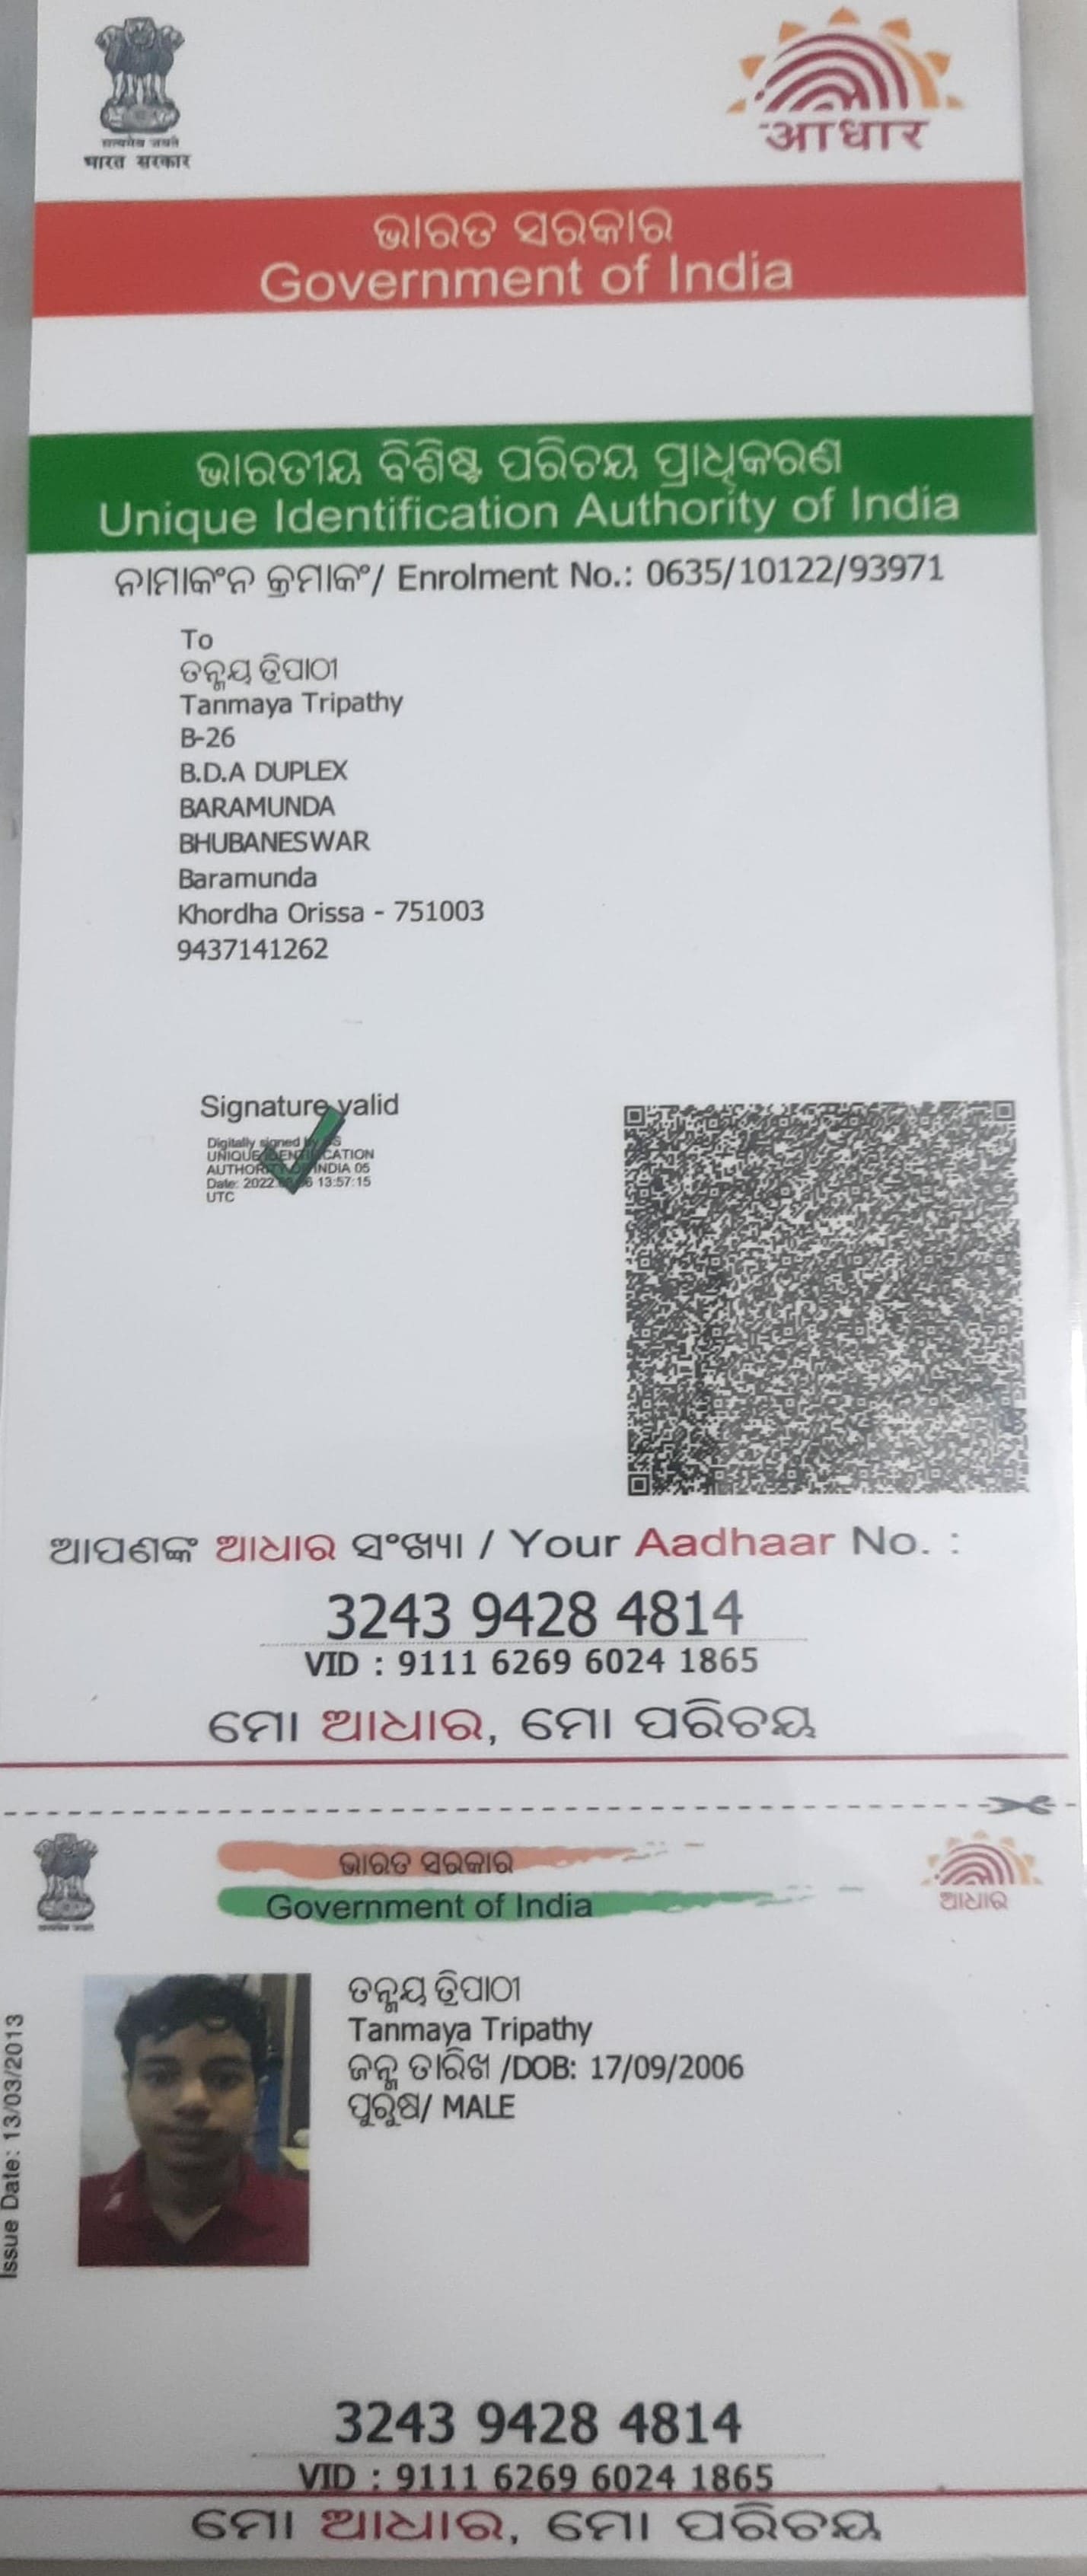 सत्यमेव जयते
भारत सरकार
आधार
ଭାରତ ସରକାର
Government of India
ଭାରତୀୟ ବିଶିଷ୍ଟ ପରିଚୟ ପ୍ରାଧିକରଣ
Unique Identification Authority of India
ନାମାକଂନ କ୍ରମାକଂ/ Enrolment No.: 0635/10122/93971
To
ତନ୍ମୟ ତ୍ରିପାଠୀ
Tanmaya Tripathy
B-26
B.D.A DUPLEX
BARAMUNDA
BHUBANESWAR
Baramunda
Khordha Orissa - 751003
9437141262
Signature valid
Digitally signed by DS
UNIQUE IDENTIFICATION
AUTHORITY OF INDIA 05
Date: 2022 13:57:15
UTC
ଆପଣଙ୍କ ଆଧାର ସଂଖ୍ୟା / Your Aadhaar No. :
3243 9428 4814
VID : 9111 6269 6024 1865
ମୋ ଆଧାର, ମୋ ପରିଚୟ
ଭାରତ ସରକାର
Government of India
ଆଧାର
Issue Date: 13/03/2013
ତନ୍ମୟ ତ୍ରିପାଠୀ
Tanmaya Tripathy
ଜନ୍ମ ତାରିଖ /DOB: 17/09/2006
ପୁରୁଷ/ MALE
3243 9428 4814
VID : 9111 6269 6024 1865
ମୋ ଆଧାର, ମୋ ପରିଚୟ